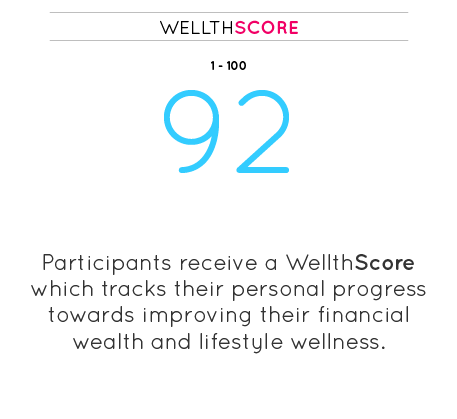 WELLTHSCORE
1 - 100
92
Participants receive a WellthScore
which tracks their personal progress
towards improving their financial
wealth and lifestyle wellness.